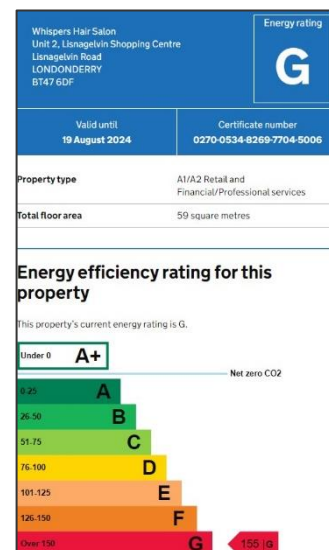 Whispers Hair Salon
Unit 2, Lisnagelvin Shopping Centre
Lisnagelvin Road
LONDONDERRY
BT47 6DF
Energy rating
G
Valid until
19 August 2024
Certificate number
0270-0534-8269-7704-5006
Property type
A1/A2 Retail and
Financial/Professional services
Total floor area
59 square metres
Energy efficiency rating for this
property
This property's current energy rating is G.
Under 0 A+
Net zero CO2
0-25 A
26-50 B
51-75 C
76-100 D
101-125 E
126-150 F
Over 150 G
155 | G